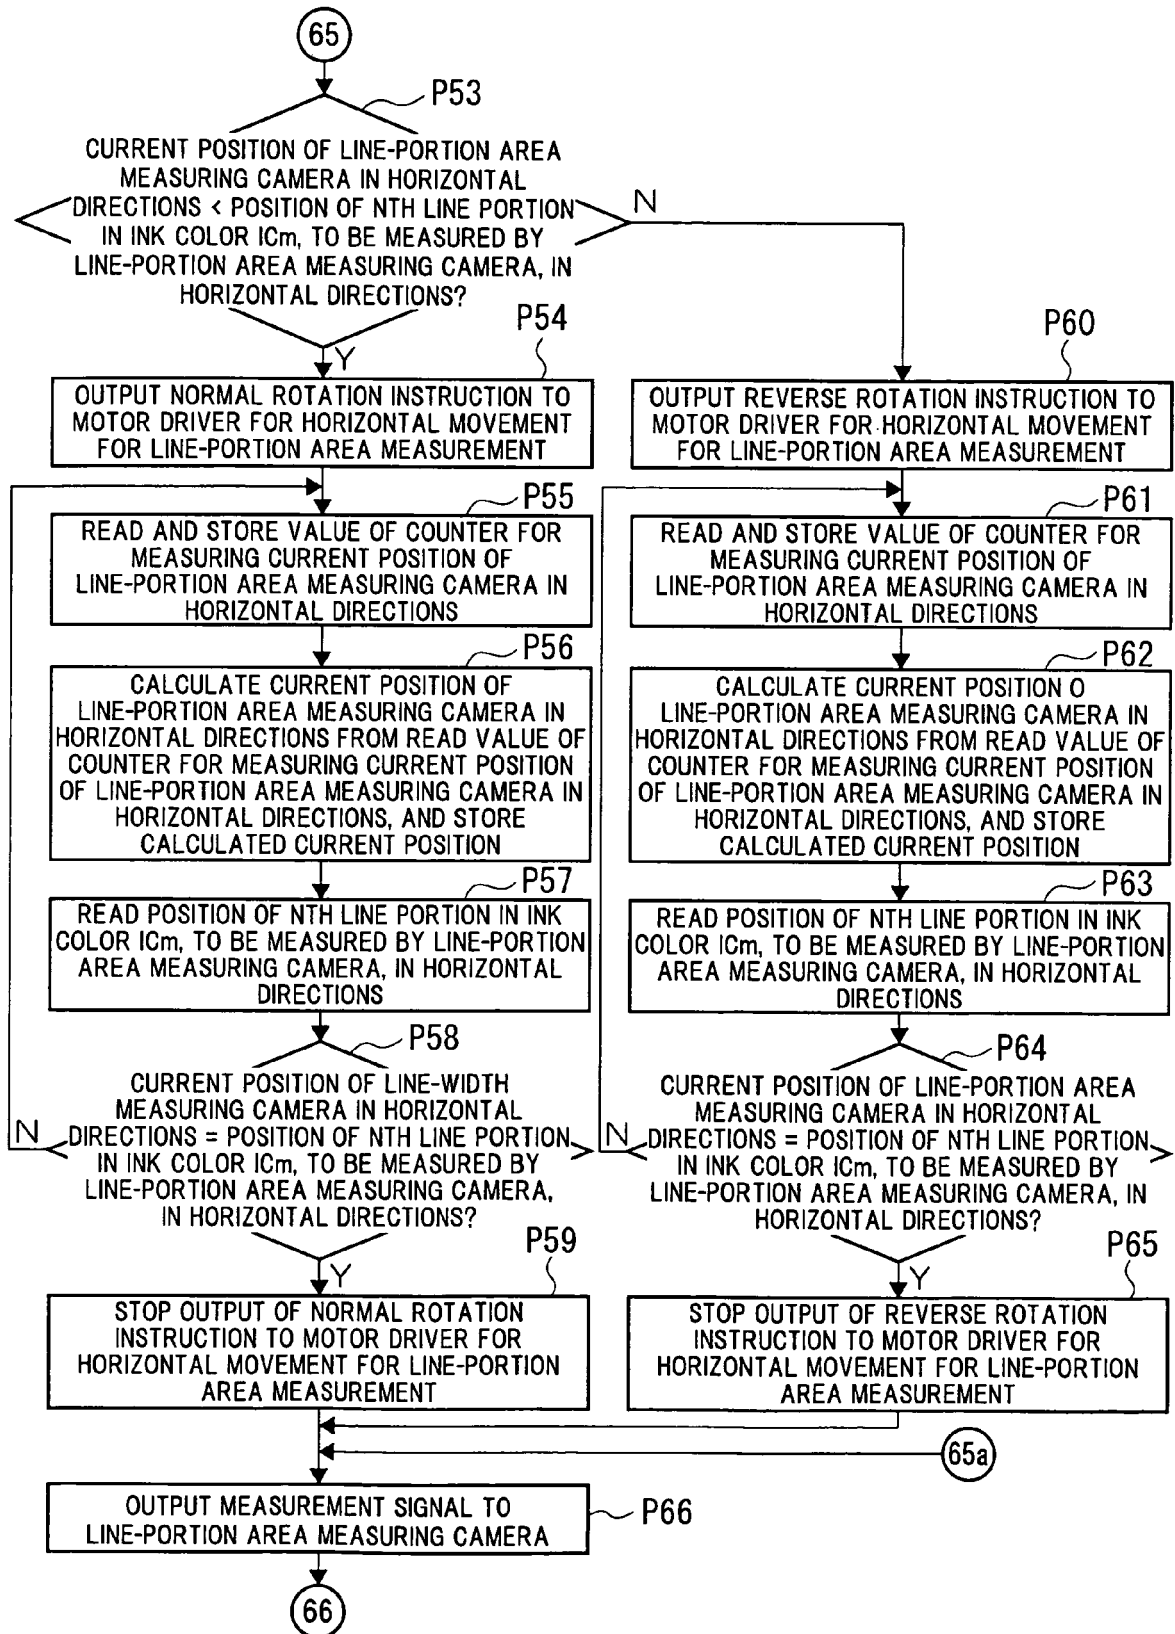 65
P53
CURRENT POSITION OF LINE-PORTION AREA
MEASURING CAMERA IN HORIZONTAL
DIRECTIONS < POSITION OF NTH LINE PORTION
IN INK COLOR ICm, TO BE MEASURED BY
LINE-PORTION AREA MEASURING CAMERA, IN
HORIZONTAL DIRECTIONS?
N
Y
P54
OUTPUT NORMAL ROTATION INSTRUCTION TO
MOTOR DRIVER FOR HORIZONTAL MOVEMENT
FOR LINE-PORTION AREA MEASUREMENT
P55
READ AND STORE VALUE OF COUNTER FOR
MEASURING CURRENT POSITION OF
LINE-PORTION AREA MEASURING CAMERA IN
HORIZONTAL DIRECTIONS
P56
CALCULATE CURRENT POSITION OF
LINE-PORTION AREA MEASURING CAMERA IN
HORIZONTAL DIRECTIONS FROM READ VALUE OF
COUNTER FOR MEASURING CURRENT POSITION
OF LINE-PORTION AREA MEASURING CAMERA IN
HORIZONTAL DIRECTIONS, AND STORE
CALCULATED CURRENT POSITION
P57
READ POSITION OF NTH LINE PORTION IN INK
COLOR ICm, TO BE MEASURED BY LINE-PORTION
AREA MEASURING CAMERA, IN HORIZONTAL
DIRECTIONS
P58
CURRENT POSITION OF LINE-WIDTH
MEASURING CAMERA IN HORIZONTAL
DIRECTIONS = POSITION OF NTH LINE PORTION
IN INK COLOR ICm, TO BE MEASURED BY
LINE-PORTION AREA MEASURING CAMERA,
IN HORIZONTAL DIRECTIONS?
N
Y
P59
STOP OUTPUT OF NORMAL ROTATION
INSTRUCTION TO MOTOR DRIVER FOR
HORIZONTAL MOVEMENT FOR LINE-PORTION
AREA MEASUREMENT
P60
OUTPUT REVERSE ROTATION INSTRUCTION TO
MOTOR DRIVER FOR HORIZONTAL MOVEMENT
FOR LINE-PORTION AREA MEASUREMENT
P61
READ AND STORE VALUE OF COUNTER FOR
MEASURING CURRENT POSITION OF
LINE-PORTION AREA MEASURING CAMERA IN
HORIZONTAL DIRECTIONS
P62
CALCULATE CURRENT POSITION O
LINE-PORTION AREA MEASURING CAMERA IN
HORIZONTAL DIRECTIONS FROM READ VALUE OF
COUNTER FOR MEASURING CURRENT POSITION
OF LINE-PORTION AREA MEASURING CAMERA IN
HORIZONTAL DIRECTIONS, AND STORE
CALCULATED CURRENT POSITION
P63
READ POSITION OF NTH LINE PORTION IN INK
COLOR ICm, TO BE MEASURED BY LINE-PORTION
AREA MEASURING CAMERA, IN HORIZONTAL
DIRECTIONS
P64
CURRENT POSITION OF LINE-PORTION AREA
MEASURING CAMERA IN HORIZONTAL
DIRECTIONS = POSITION OF NTH LINE PORTION
IN INK COLOR ICm, TO BE MEASURED BY
LINE-PORTION AREA MEASURING CAMERA, IN
HORIZONTAL DIRECTIONS?
N
Y
P65
STOP OUTPUT OF REVERSE ROTATION
INSTRUCTION TO MOTOR DRIVER FOR
HORIZONTAL MOVEMENT FOR LINE-PORTION
AREA MEASUREMENT
65a
OUTPUT MEASUREMENT SIGNAL TO
LINE-PORTION AREA MEASURING CAMERA
P66
66